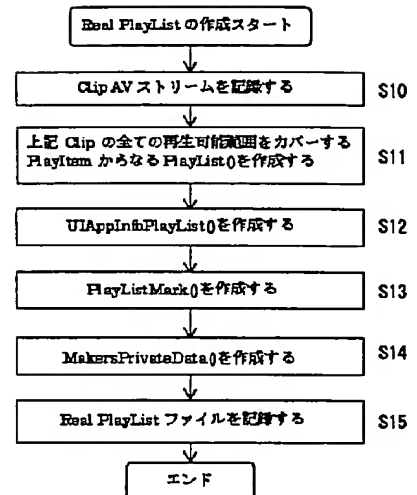 Real PlayList の作成スタート
Clip AV ストリームを記録する
S10
上記 Clip の全ての再生可能範囲をカバーする
PlayItem からなる PlayList()を作成する
S11
UIAppInfoPlayList()を作成する
S12
PlayListMark()を作成する
S13
MakersPrivateData()を作成する
S14
Real PlayList ファイルを記録する
S15
エンド